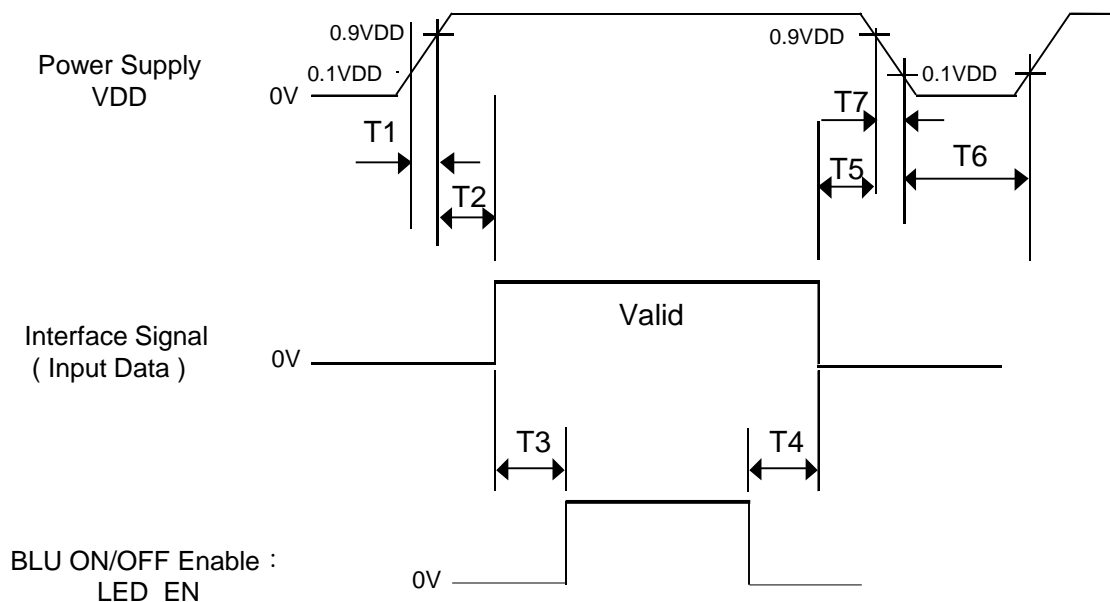 0.9VDD
0.9VDD
Power Supply
VDD
0.1VDD
0.1VDD
0V
T7
T1
T5
T6
T2
Valid
Interface Signal
( Input Data )
0V
T3
T4
BLU ON/OFF Enable :
LED EN
0V